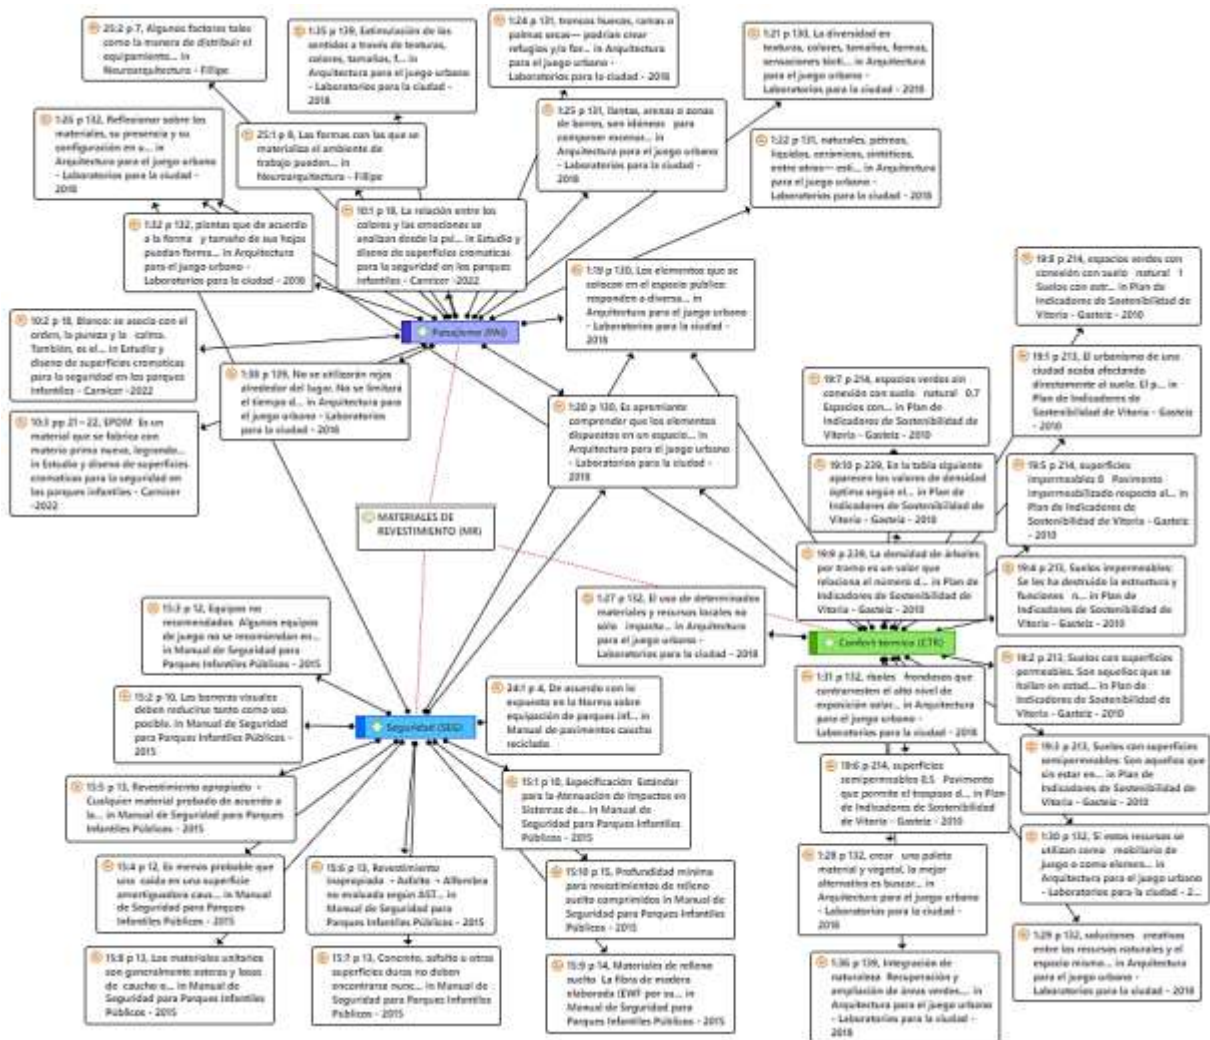 25:2 p 7, Algunos factores tales
como la manera de distribuir el
equipamiento... in
Neuroarquitectura - Fillipe
1:35 p 139, Estimulación de los
sentidos a través de texturas,
colores, tamaños, f... in
Arquitectura para el juego urbano
- Laboratorios para la ciudad -
2018
1:24 p 131, troncos huecos, ramas o
palmas secas— podrían crear
refugios y/o for... in Arquitectura
para el juego urbano -
Laboratorios para la ciudad - 2018
1:21 p 130, La diversidad en
texturas, colores, tamaños, formas,
sensaciones tácti... in Arquitectura
para el juego urbano -
Laboratorios para la ciudad - 2018
1:26 p 132, Reflexionar sobre los
materiales, su presencia y su
configuración en u... in
Arquitectura para el juego urbano
- Laboratorios para la ciudad -
2018
25:1 p 8, Las formas con las que se
materializa el ambiente de
trabajo pueden... in
Neuroarquitectura - Fillipe
1:25 p 131, llantas, arenas o zonas
de barros, son idóneas para
componer escenar... in
Arquitectura para el juego urbano
- Laboratorios para la ciudad -
2018
1:22 p 131, naturales, pétreos,
líquidos, cerámicos, sintéticos,
entre otros— esti... in Arquitectura
para el juego urbano -
Laboratorios para la ciudad - 2018
1:32 p 132, plantas que de acuerdo
a la forma y tamaño de sus hojas
puedan forma... in Arquitectura
para el juego urbano -
Laboratorios para la ciudad - 2018
10:1 p 18, La relación entre los
colores y las emociones se
analizan desde la psi... in Estudio y
diseno de superficies cromaticas
para la seguridad en los parques
infantiles - Carnicer -2022
1:19 p 130, Los elementos que se
colocan en el espacio público
responden a diversa... in
Arquitectura para el juego urbano
- Laboratorios para la ciudad -
2018
19:8 p 214, espacios verdes con
conexión con suelo natural 1
Suelos con estr... in Plan de
Indicadores de Sostenibilidad de
Vitoria - Gasteiz - 2010
10:2 p 18, Blanco: se asocia con el
orden, la pureza y la calma.
También, es el... in Estudio y
diseno de superficies cromaticas
para la seguridad en los parques
infantiles - Carnicer -2022
Paisajismo (PAI)
1:38 p 139, No se utilizarán rejas
alrededor del lugar. No se limitará
el tiempo d... in Arquitectura para
el juego urbano - Laboratorios
para la ciudad - 2018
19:7 p 214, espacios verdes sin
conexión con suelo natural 0,7
Espacios con... in Plan de
Indicadores de Sostenibilidad de
Vitoria - Gasteiz - 2010
19:1 p 213, El urbanismo de una
ciudad acaba afectando
directamente al suelo. El p... in
Plan de Indicadores de
Sostenibilidad de Vitoria - Gasteiz
- 2010
10:3 pp 21 – 22, EPDM Es un
material que se fabrica con
materia prima nueva, logrando...
in Estudio y diseno de superficies
cromaticas para la seguridad en
los parques infantiles - Carnicer
-2022
1:20 p 130, Es apremiante
comprender que los elementos
dispuestos en un espacio... in
Arquitectura para el juego urbano
- Laboratorios para la ciudad -
2018
19:10 p 239, En la tabla siguiente
aparecen los valores de densidad
óptima según el... in Plan de
Indicadores de Sostenibilidad de
Vitoria - Gasteiz - 2010
19:5 p 214, superficies
impermeables 0 Pavimento
impermeabilizado respecto al... in
Plan de Indicadores de
Sostenibilidad de Vitoria - Gasteiz
- 2010
MATERIALES DE
REVESTIMIENTO (MR)
19:9 p 239, La densidad de árboles
por tramo es un valor que
relaciona el número d... in Plan de
Indicadores de Sostenibilidad de
Vitoria - Gasteiz - 2010
19:4 p 213, Suelos impermeables:
Se les ha destruido la estructura y
funciones n... in Plan de
Indicadores de Sostenibilidad de
Vitoria - Gasteiz - 2010
15:3 p 12, Equipos no
recomendados Algunos equipos
de juego no se recomiendan en...
in Manual de Seguridad para
Parques Infantiles Públicos - 2015
1:27 p 132, El uso de determinados
materiales y recursos locales no
sólo impacta... in Arquitectura
para el juego urbano -
Laboratorios para la ciudad - 2018
Confort térmico (CTR)
19:2 p 213, Suelos con superficies
permeables. Son aquellos que se
hallan en estad... in Plan de
Indicadores de Sostenibilidad de
Vitoria - Gasteiz - 2010
15:2 p 10, Las barreras visuales
deben reducirse tanto como sea
posible. in Manual de Seguridad
para Parques Infantiles Públicos -
2015
Seguridad (SEG)
24:1 p 4, De acuerdo con lo
expuesto en la Norma sobre
equipación de parques inf... in
Manual de pavimentos caucho
reciclado
1:31 p 132, frondosos que
contrarresten el alto nivel de
exposición solar... in Arquitectura
para el juego urbano -
Laboratorios para la ciudad - 2018
19:3 p 213, Suelos con superficies
semipermeables: Son aquellos que
sin estar en... in Plan de
Indicadores de Sostenibilidad de
Vitoria - Gasteiz - 2010
15:5 p 13, Revestimiento apropiado •
Cualquier material probado de acuerdo a
la... in Manual de Seguridad para Parques
Infantiles Públicos - 2015
15:1 p 10, Especificación Estándar
para la Atenuación de Impactos en
Sistemas de... in Manual de
Seguridad para Parques Infantiles
Públicos - 2015
19:6 p 214, superficies
semipermeables 0,5 Pavimento
que permite el traspaso d... in Plan
de Indicadores de Sostenibilidad
de Vitoria - Gasteiz - 2010
1:30 p 132, Si estos recursos se
utilizan como mobiliario de
juego o como elemen... in
Arquitectura para el juego urbano
- Laboratorios para la ciudad - 2...
15:4 p 12, Es menos probable que
una caída en una superficie
amortiguadora caus... in Manual
de Seguridad para Parques
Infantiles Públicos - 2015
15:6 p 13, Revestimiento
inapropiado • Asfalto • Alfombra
no evaluada según AST... in
Manual de Seguridad para
Parques Infantiles Públicos - 2015
15:10 p 15, Profundidad mínima
para revestimientos de relleno
suelto comprimidos in Manual de
Seguridad para Parques Infantiles
Públicos - 2015
1:28 p 132, crear una paleta
material y vegetal, la mejor
alternativa es buscar... in
Arquitectura para el juego urbano
- Laboratorios para la ciudad -
2018
1:29 p 132, soluciones creativas
entre los recursos naturales y el
espacio mismo... in Arquitectura
para el juego urbano -
Laboratorios para la ciudad - 2018
15:8 p 13, Los materiales unitarios
son generalmente esteras y losas
de caucho o... in Manual de
Seguridad para Parques Infantiles
Públicos - 2015
15:7 p 13, Concreto, asfalto u otras
superficies duras no deben
encontrarse nunc... in Manual de
Seguridad para Parques Infantiles
Públicos - 2015
15:9 p 14, Materiales de relleno
suelto La fibra de madera
elaborada (EWF por su... in
Manual de Seguridad para
Parques Infantiles Públicos - 2015
1:36 p 139, Integración de
naturaleza Recuperación y
ampliación de áreas verdes,... in
Arquitectura para el juego urbano
- Laboratorios para la ciudad -
2018